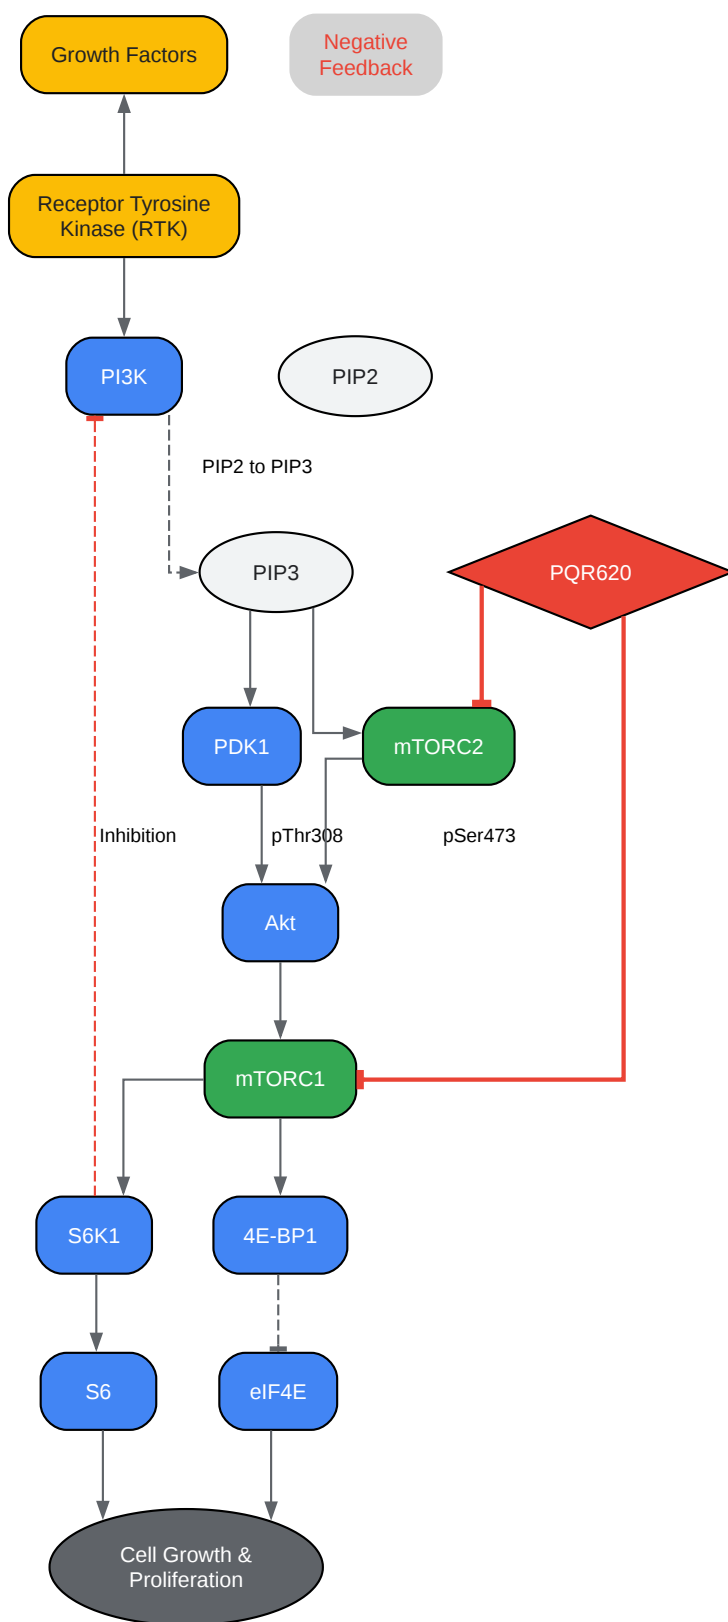 Growth Factors
Negative
Feedback
Receptor Tyrosine
Kinase (RTK)
PI3K
PIP2
PIP2 to PIP3
PIP3
PQR620
PDK1
mTORC2
Inhibition
pThr308
pSer473
Akt
mTORC1
S6K1
4E-BP1
S6
eIF4E
Cell Growth &
Proliferation